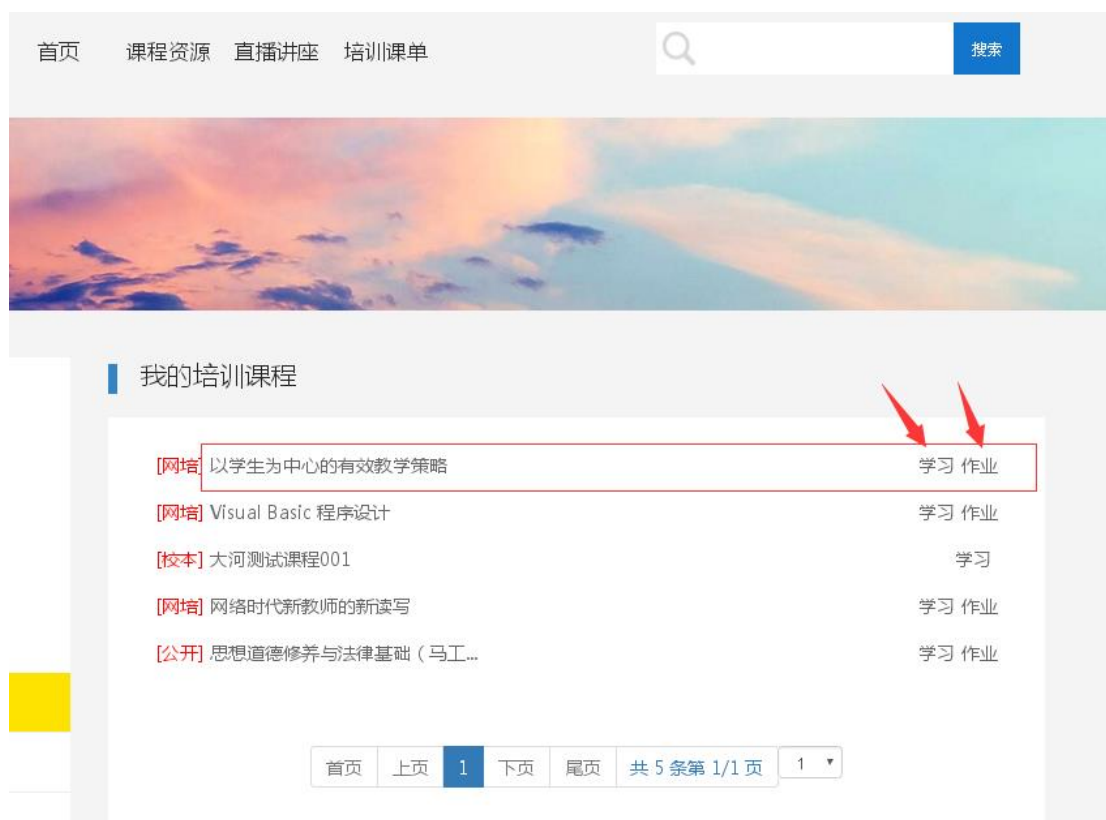 首页 课程资源 直播讲座 培训课单 搜索
我的培训课程
[网培] 以学生为中心的有效教学策略 学习 作业
[网培] Visual Basic 程序设计 学习 作业
[校本] 大河测试课程001 学习
[网培] 网络时代新教师的新读写 学习 作业
[公开] 思想道德修养与法律基础（马工... 学习 作业
首页 上页 1 下页 尾页 共 5 条第 1/1 页 1